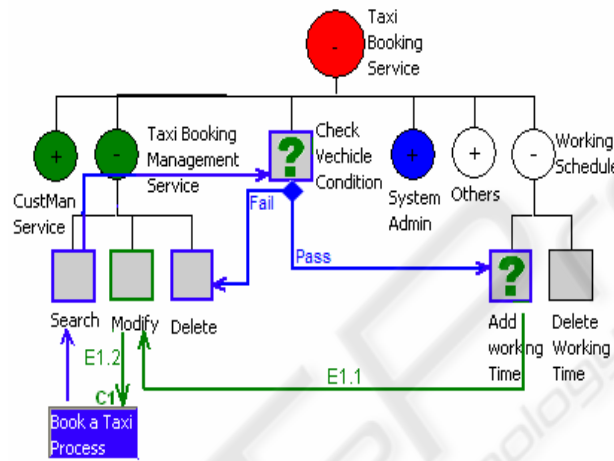 Taxi
Booking
Service
-
+
CustMan
Service
-
Taxi Booking
Management
Service
?
Check
Vechicle
Condition
+
System
Admin
+
Others
-
Working
Schedule
Fail
Pass
Search
Modify
Delete
?
Add
working
Time
Delete
Working
Time
E1.2
E1.1
C1
Book a Taxi
Process